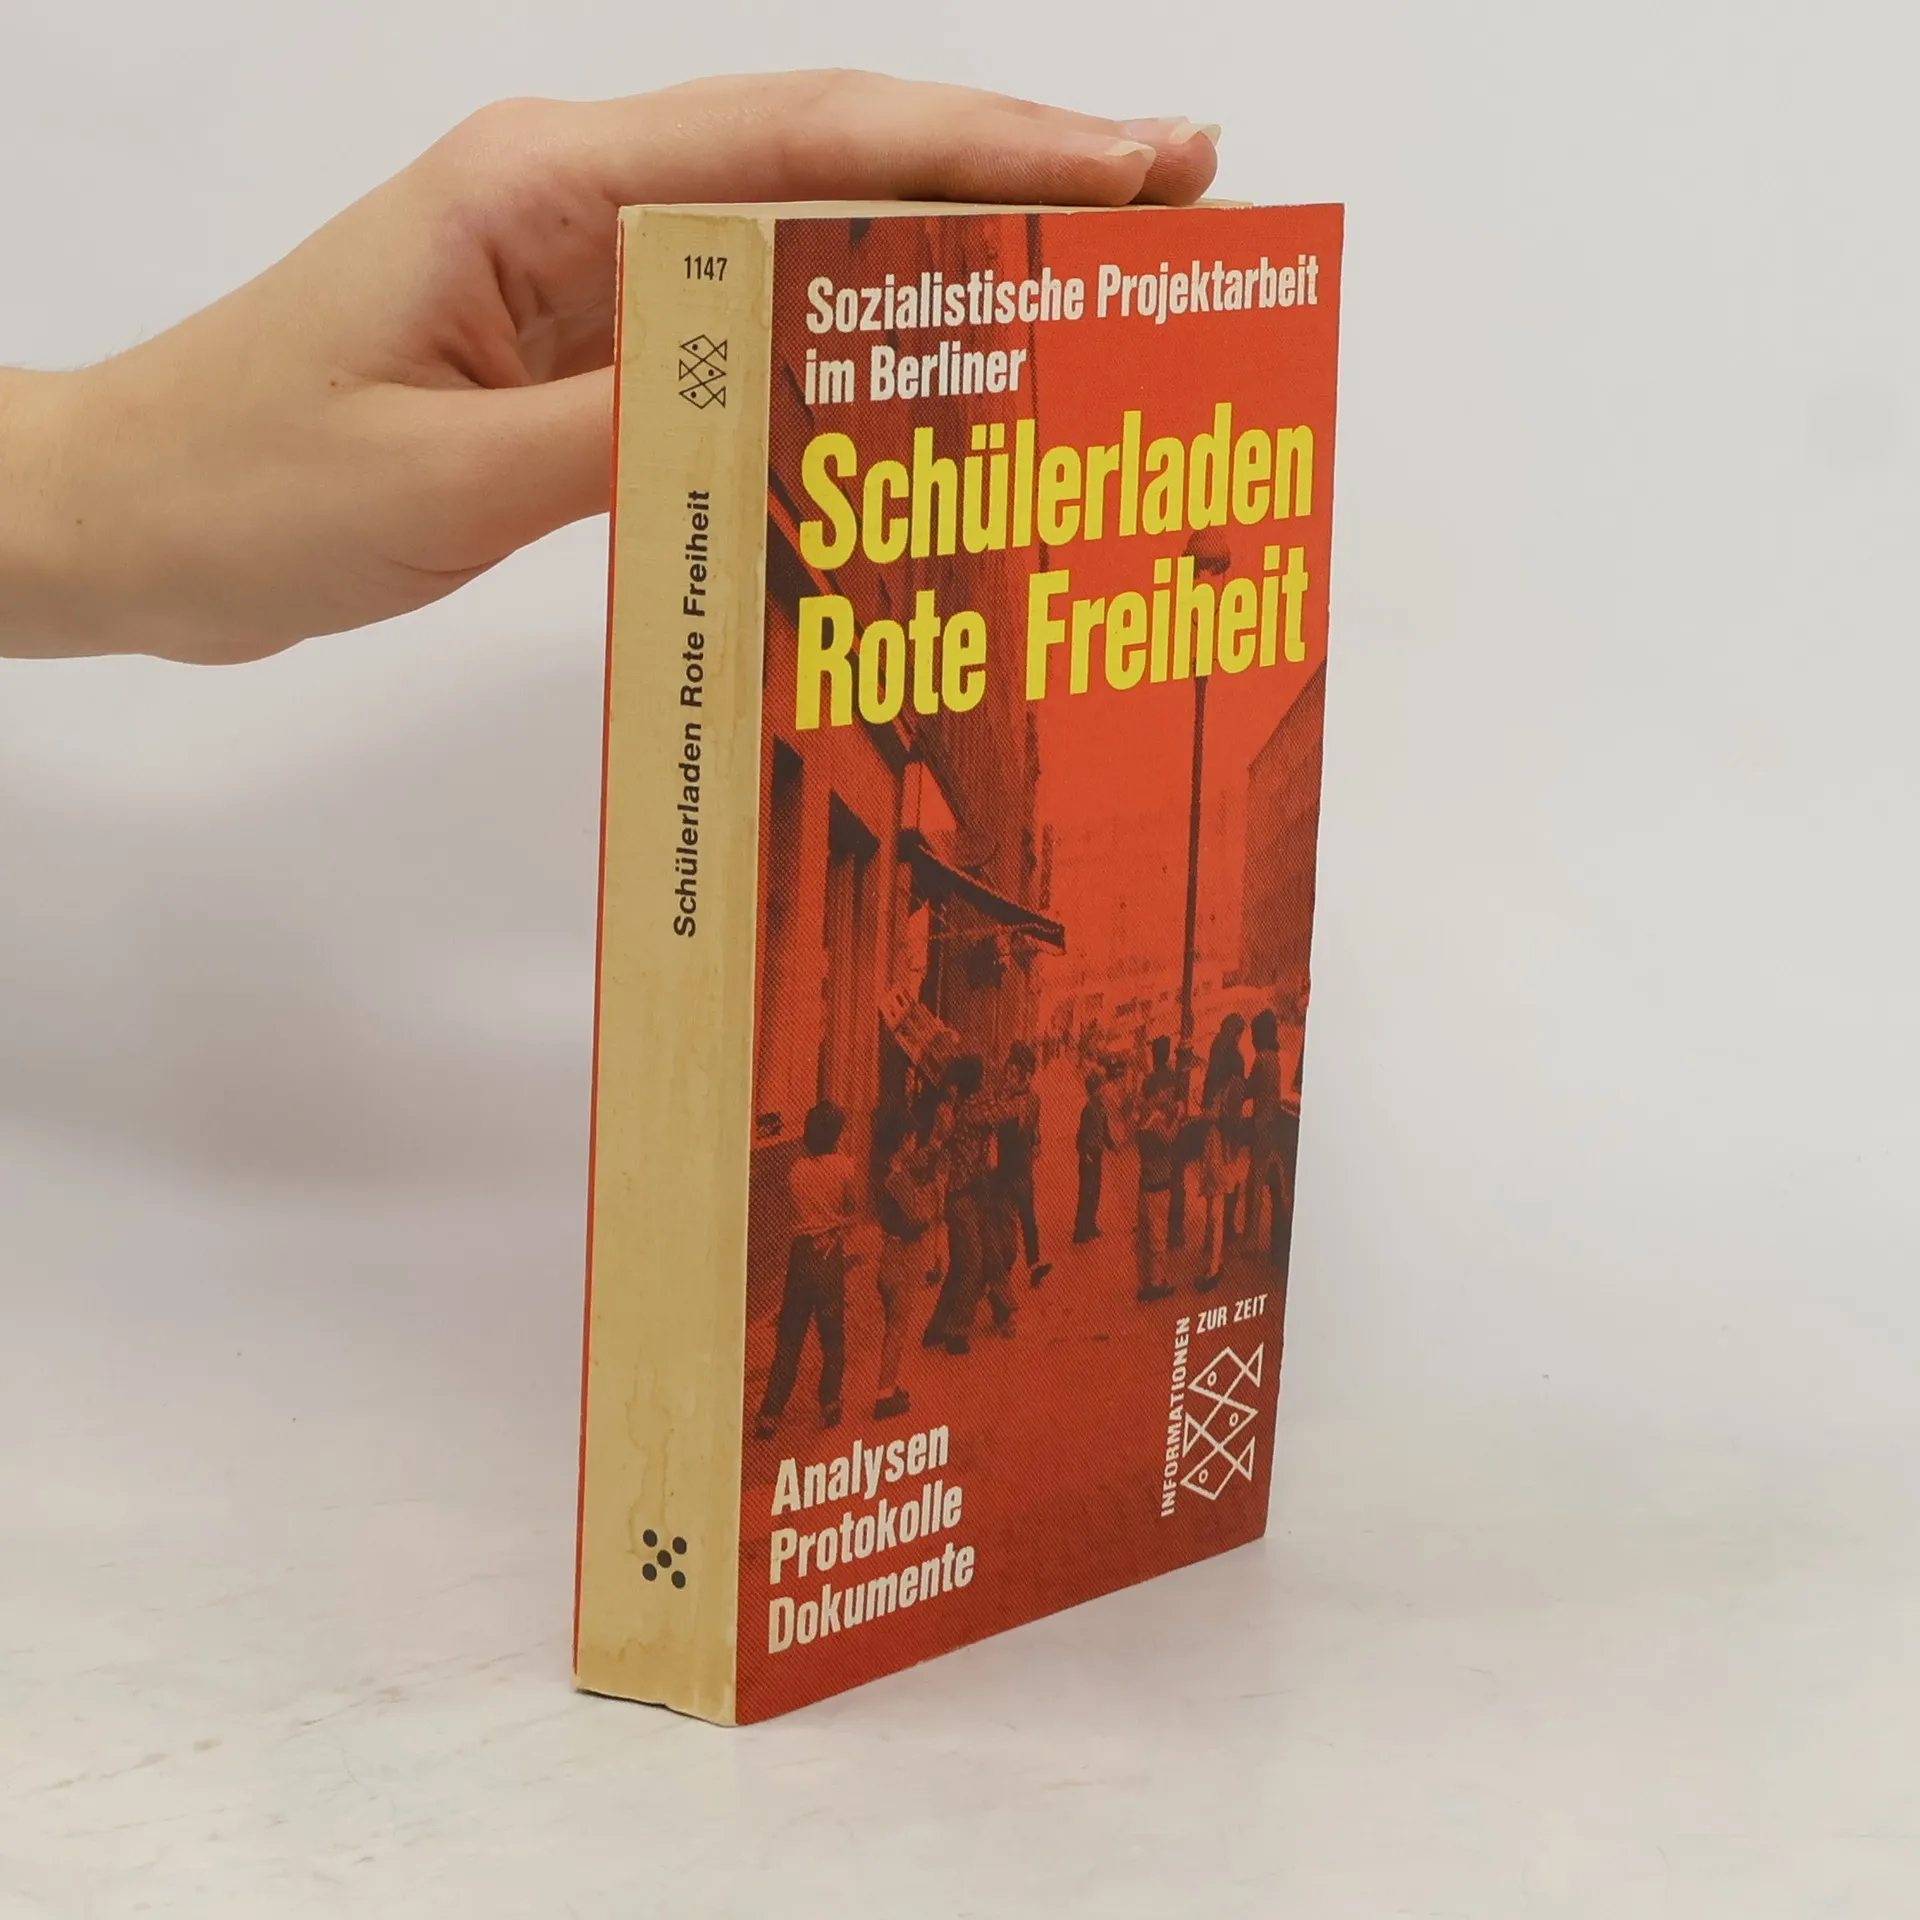 1147
Schülerladen Rote Freiheit
Sozialistische Projektarbeit
im Berliner
Schülerladen
Rote Freiheit
Analysen
Protokolle
Dokumente
INFORMATIONEN ZUR ZEIT